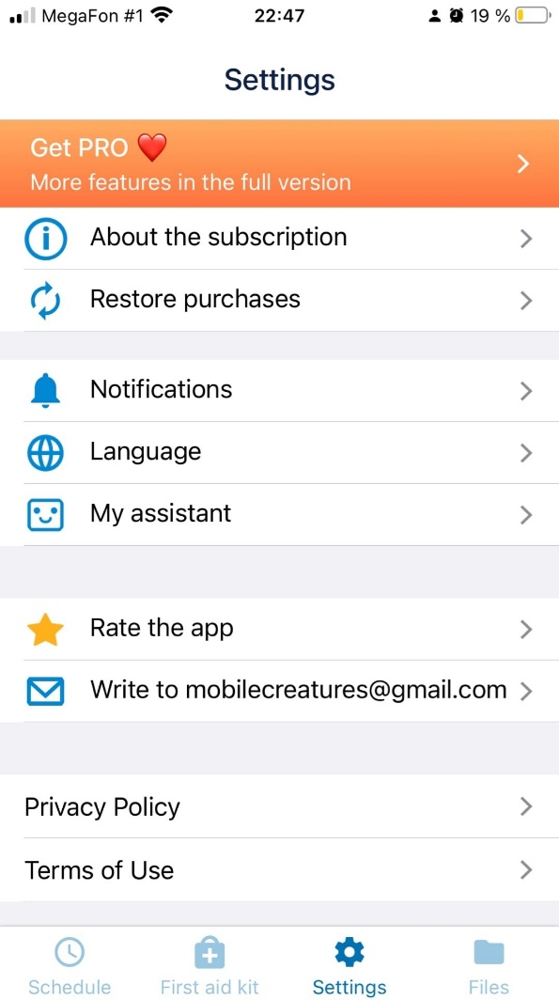 MegaFon #1 22:47 19 %
Settings
Get PRO ❤️
More features in the full version
About the subscription
Restore purchases
Notifications
Language
My assistant
Rate the app
Write to mobilecreatures@gmail.com
Privacy Policy
Terms of Use
Schedule First aid kit Settings Files